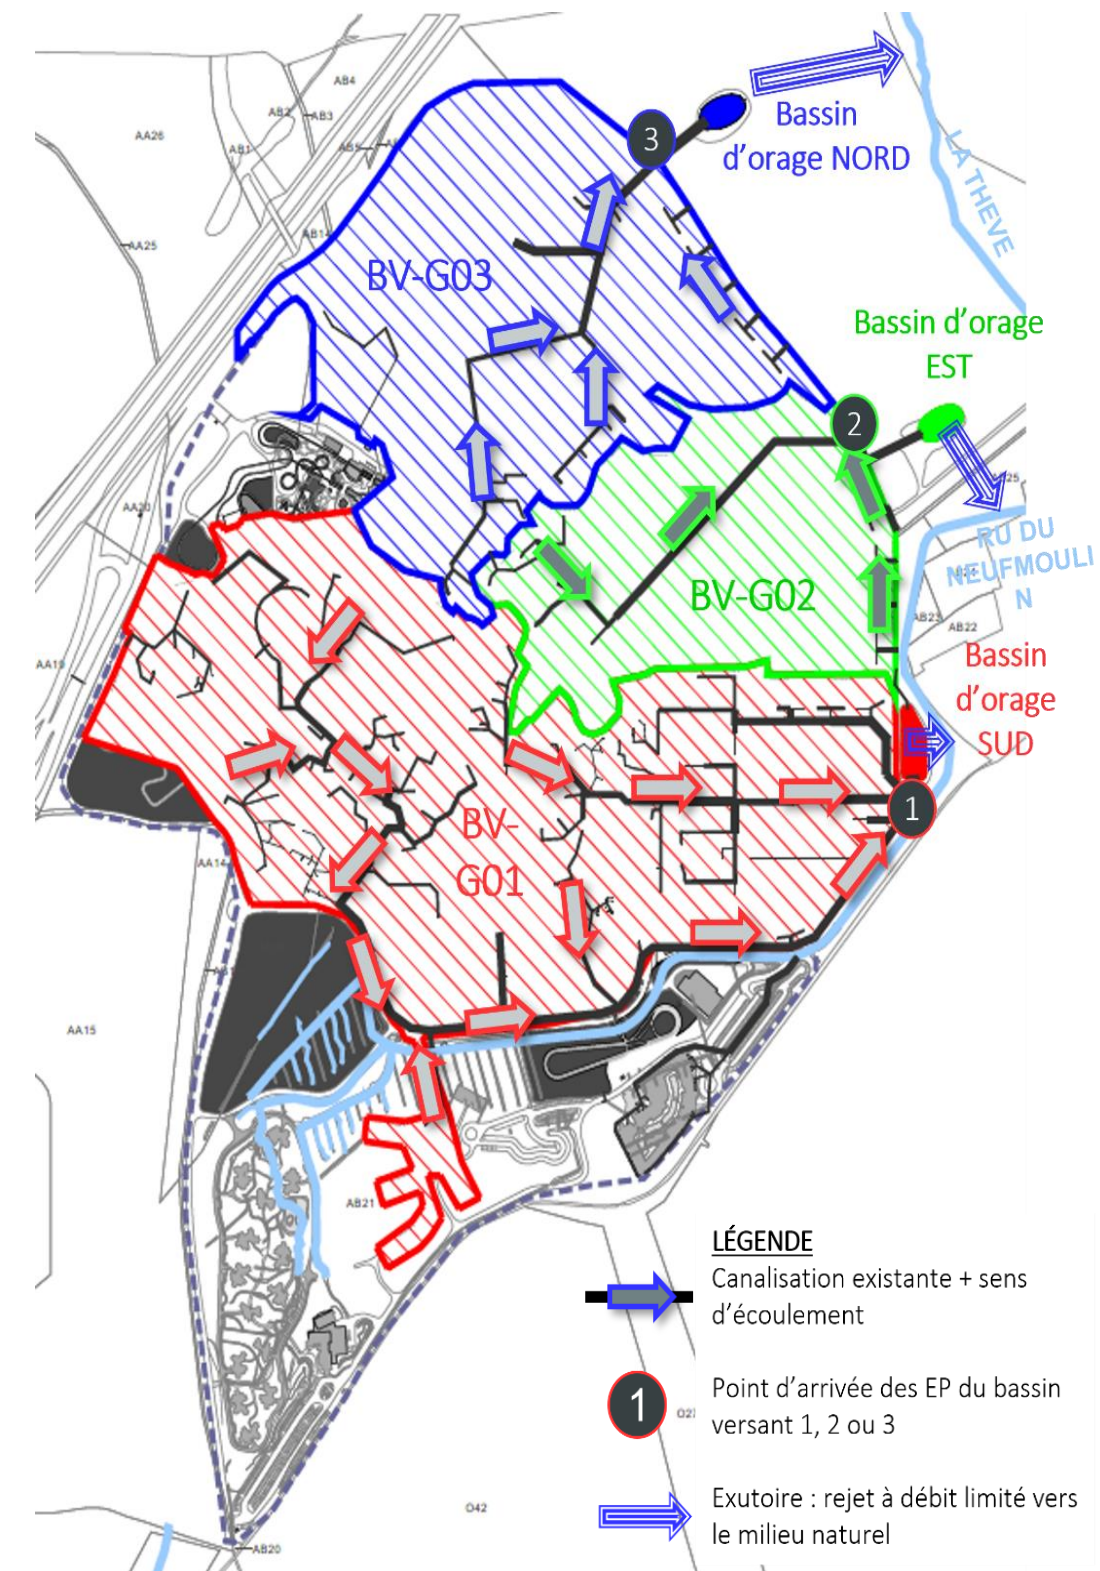 AB4
AB2
AB3
AA26
AB1
3
Bassin
d'orage NORD
LA THEVE
AB1
AA25
BV-G03
Bassin d'orage
EST
2
AA20
RU DU
NEUFMOULI
N
BV-G02
AB23
AB22
AA19
Bassin
d'orage
SUD
1
BV-
G01
AA14
AA15
AB21
LÉGENDE
Canalisation existante + sens
d'écoulement
1
Point d'arrivée des EP du bassin
versant 1, 2 ou 3
O42
Exutoire : rejet à débit limité vers
le milieu naturel
AB20